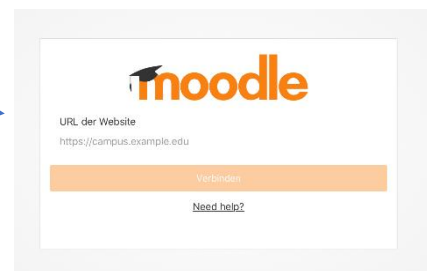 moodle
URL der Website
https://campus.example.edu
Verbinden
Need help?